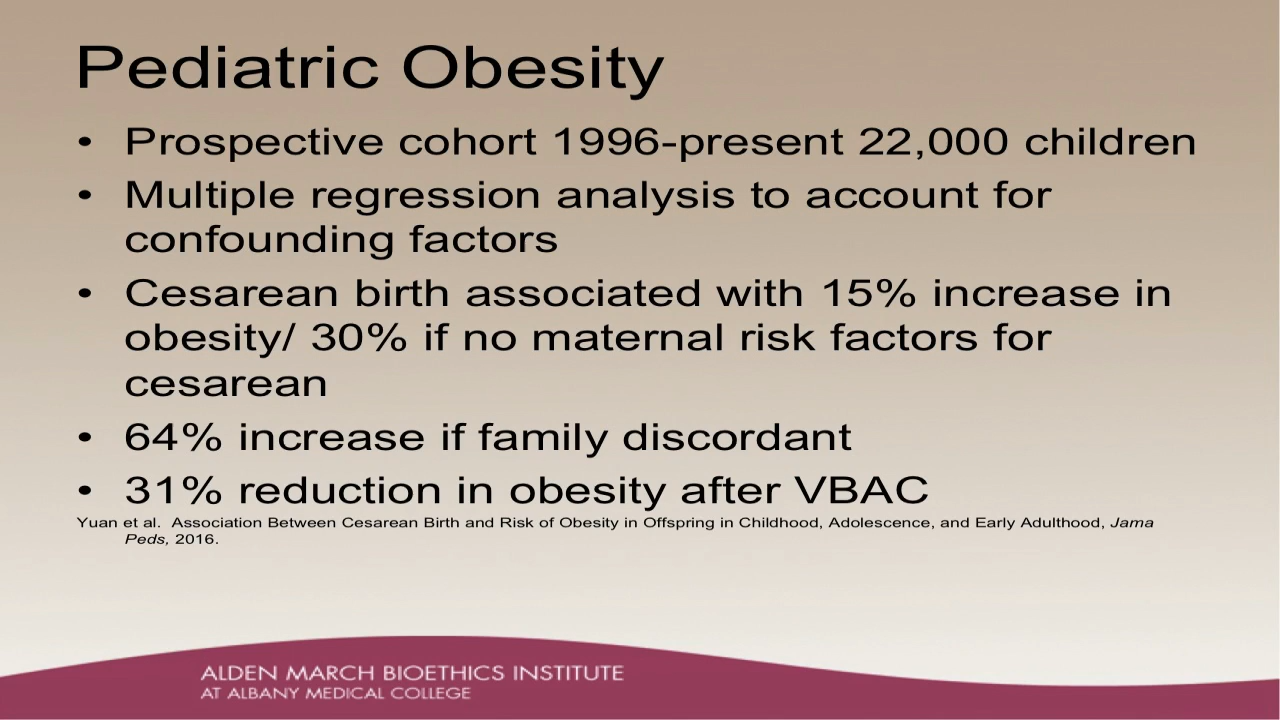 Pediatric Obesity
• Prospective cohort 1996-present 22,000 children
• Multiple regression analysis to account for
confounding factors
• Cesarean birth associated with 15% increase in
obesity/ 30% if no maternal risk factors for
cesarean
• 64% increase if family discordant
• 31% reduction in obesity after VBAC
Yuan et al. Association Between Cesarean Birth and Risk of Obesity in Offspring in Childhood, Adolescence, and Early Adulthood, Jama
Peds, 2016.
ALDEN MARCH BIOETHICS INSTITUTE
AT ALBANY MEDICAL COLLEGE